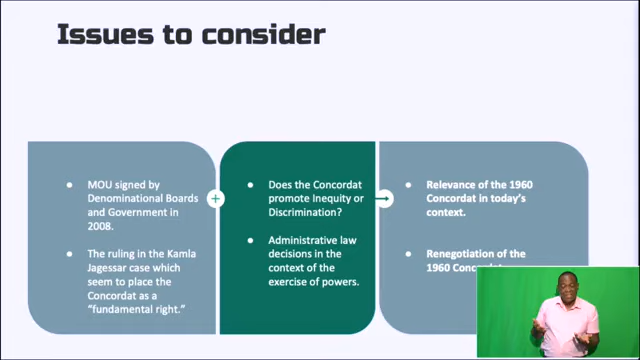 Issues to consider
MOU signed by
Denominational Boards
and Government in
2008.
The ruling in the Kamla
Jagessar case which
seem to place the
Concordat as a
“fundamental right.”
Does the Concordat
promote Inequity or
Discrimination?
Administrative law
decisions in the
context of the
exercise of powers.
Relevance of the 1960
Concordat in today's
context.
Renegotiation of the
1960 Concordat